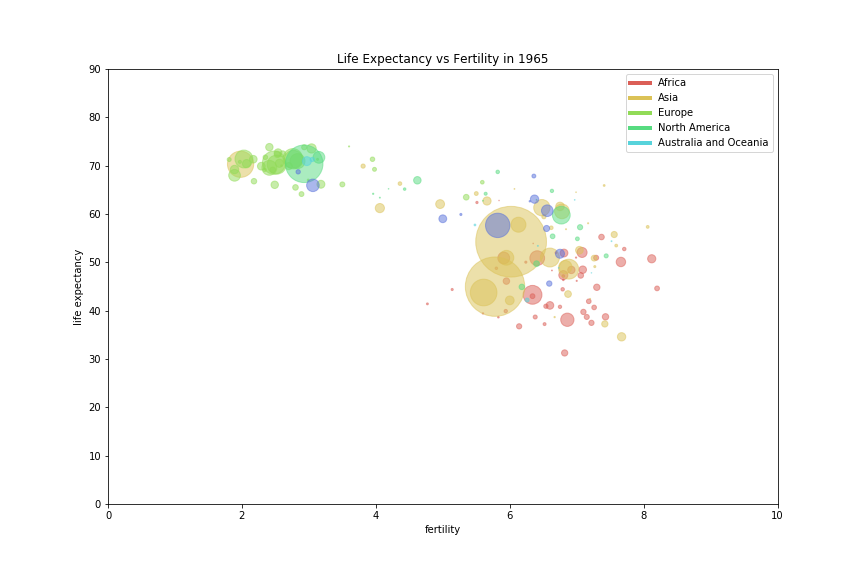 Life Expectancy vs Fertility in 1965
90
80
70
60
50
40
30
20
10
0
life expectancy
Africa
Asia
Europe
North America
Australia and Oceania
0 2 4 6 8 10
fertility